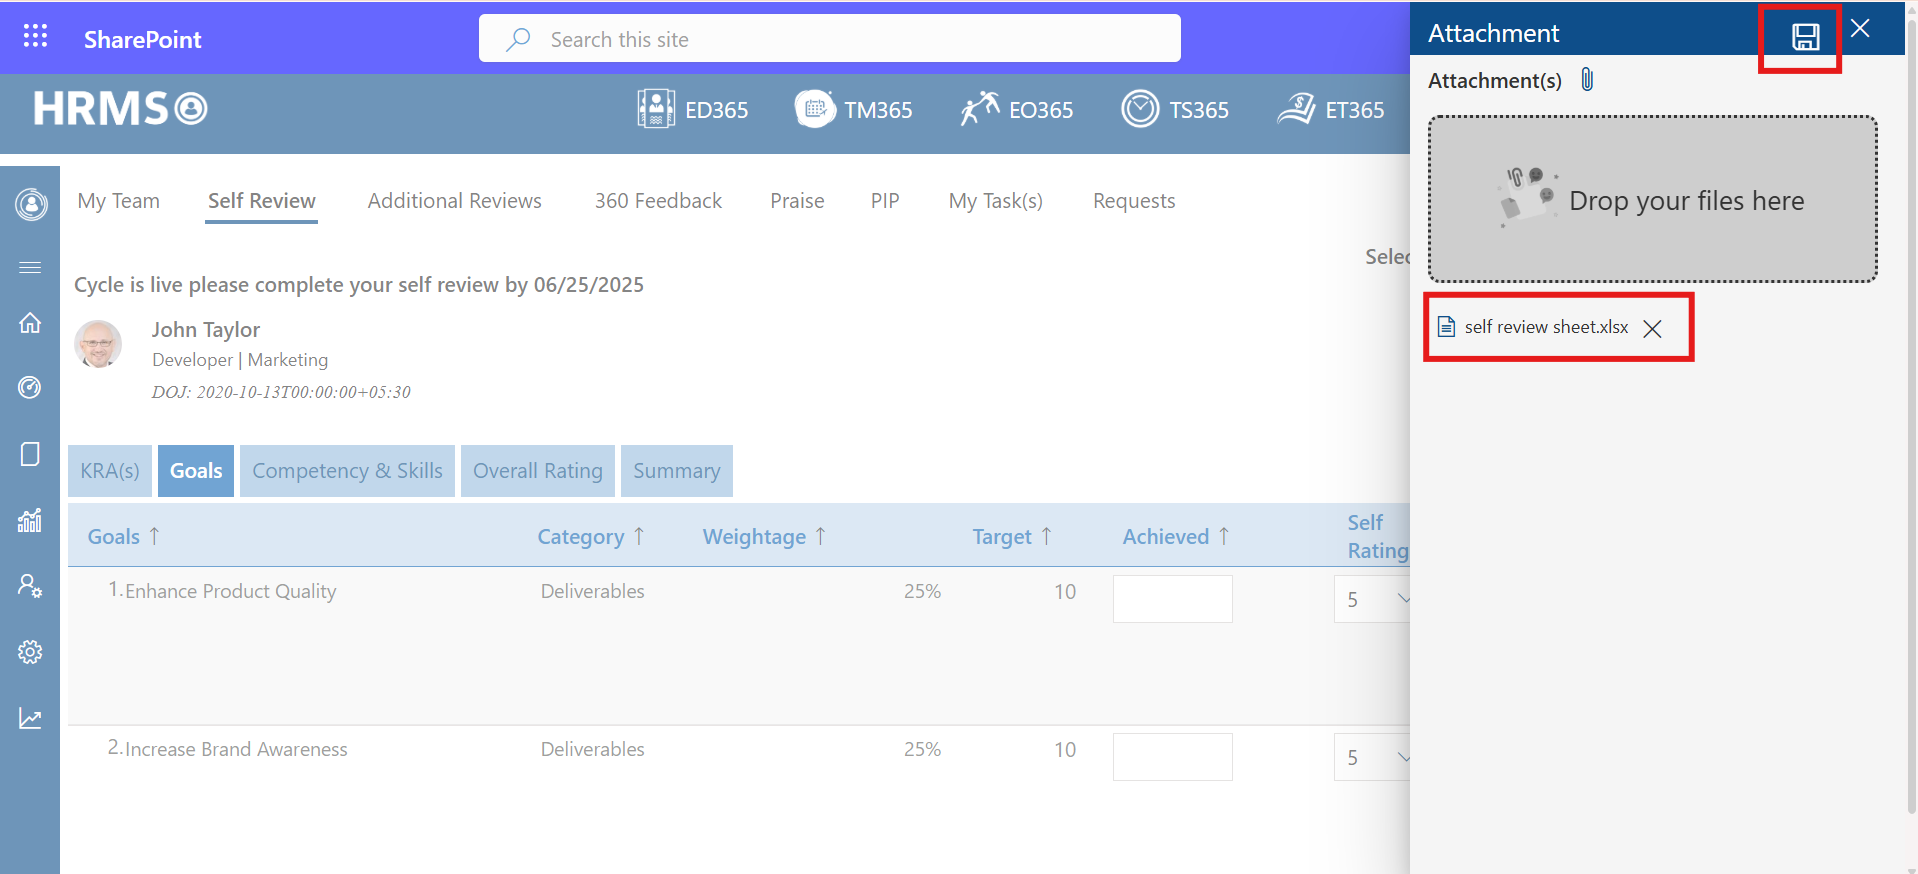 SharePoint
Search this site
HRMS
ED365
TM365
EO365
TS365
ET365
My Team
Self Review
Additional Reviews
360 Feedback
Praise
PIP
My Task(s)
Requests
Selec
Cycle is live please complete your self review by 06/25/2025
John Taylor
Developer | Marketing
DOJ: 2020-10-13T00:00:00+05:30
KRA(s)
Goals
Competency & Skills
Overall Rating
Summary
Goals ↑
Category ↑
Weightage ↑
Target ↑
Achieved ↑
Self
Rating
1. Enhance Product Quality
Deliverables
25%
10
5
2. Increase Brand Awareness
Deliverables
25%
10
5
Attachment
Attachment(s)
Drop your files here
self review sheet.xlsx